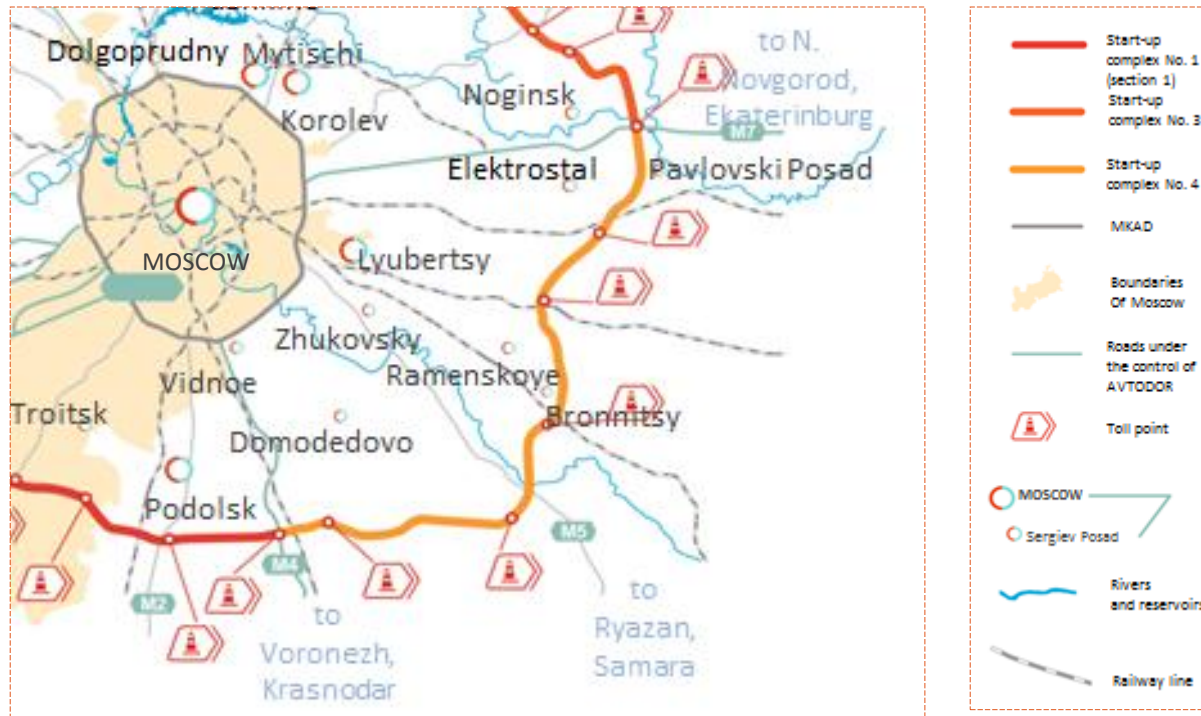 Dolgoprudny
Mytischi
Korolev
Noginsk
to N.
Novgorod,
Ekaterinburg
M7
Elektrostal
Pavlovski Posad
MOSCOW
Lyubertsy
Zhukovsky
Ramenskoye
Vidnoe
Bronnitsy
Troitsk
Domodedovo
Podolsk
M5
M4
M2
to
Voronezh,
Krasnodar
to
Ryazan,
Samara
Start-up
complex No. 1
(section 1)
Start-up
complex No. 3
Start-up
complex No. 4
MKAD
Boundaries
Of Moscow
Roads under
the control of
AVTODOR
Toll point
MOSCOW
Sergiev Posad
Rivers
and reservoirs
Railway line